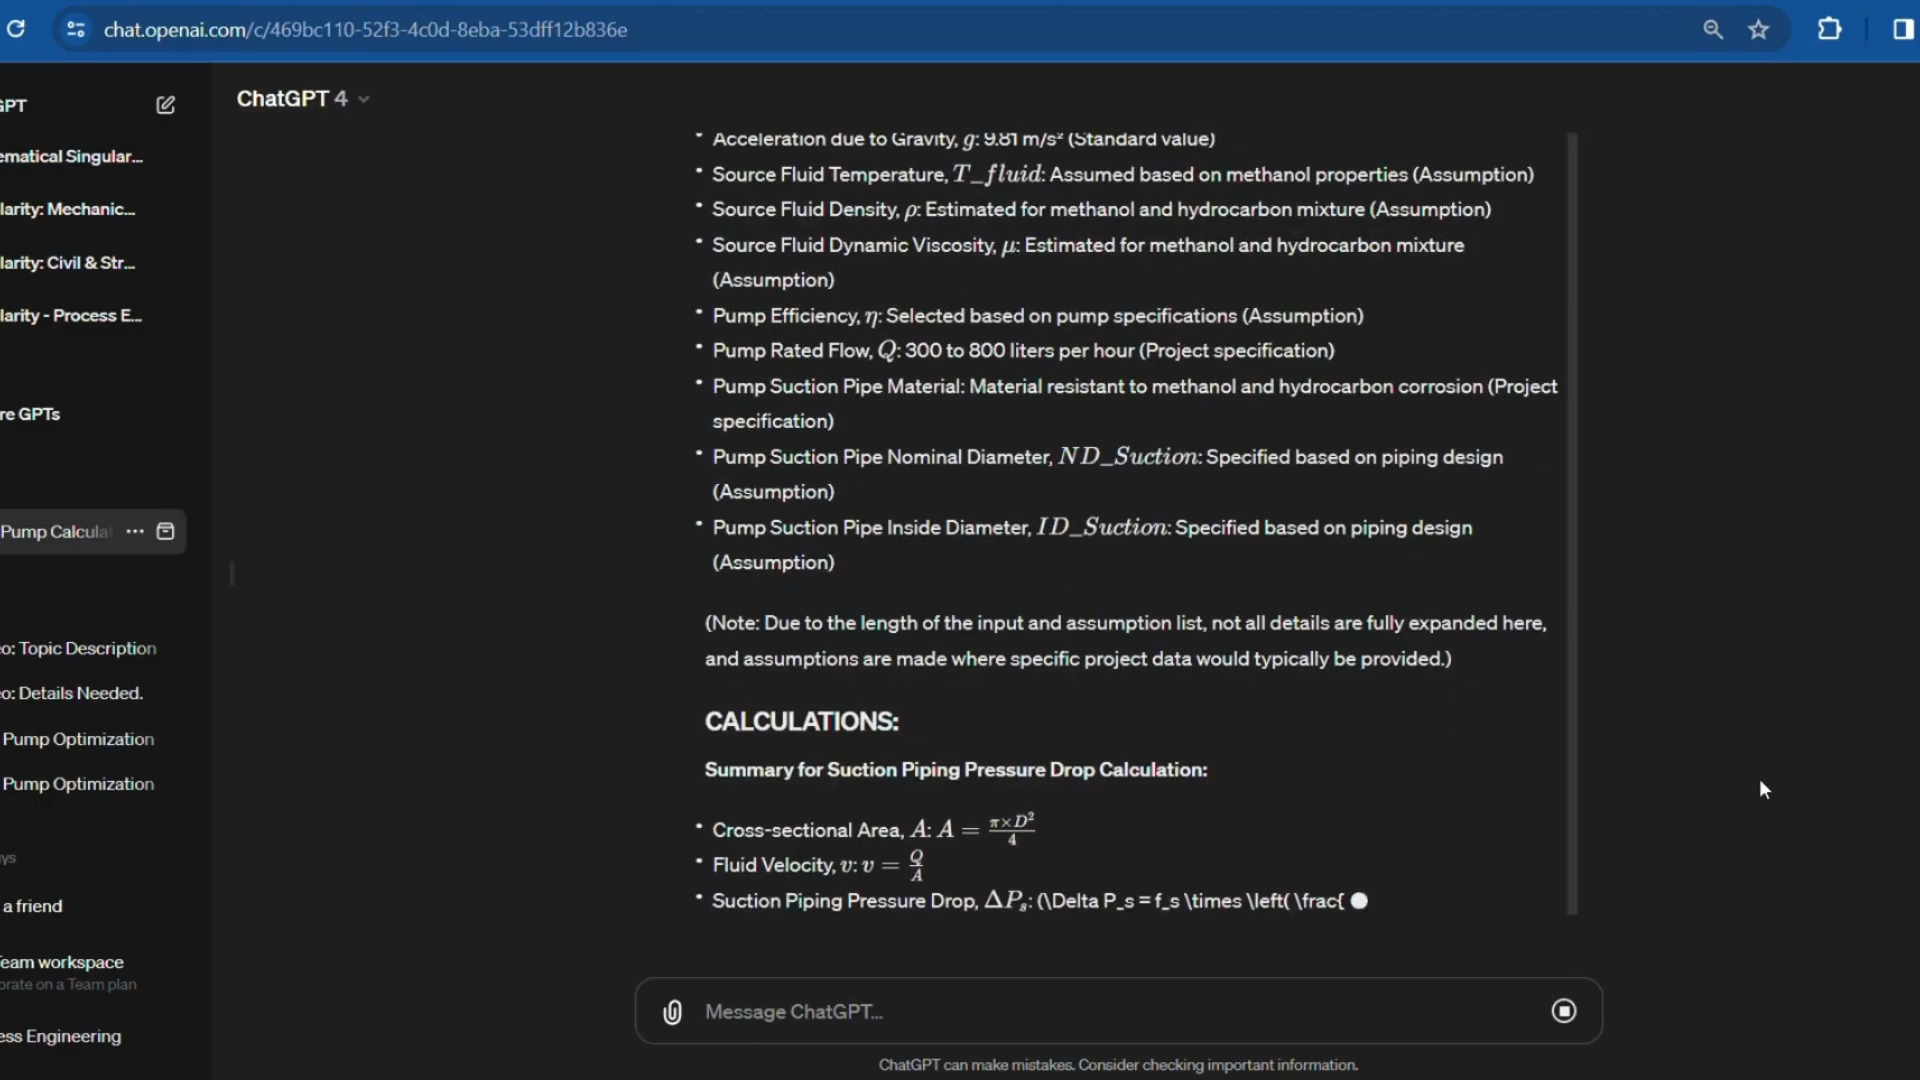 chat.openai.com/c/469bc110-52f3-4c0d-8eba-53dff12b836e
GPT
ChatGPT 4
ematical Singular...
larity: Mechanic...
larity: Civil & Str...
larity - Process E...
re GPTs
Pump Calcula
eo: Topic Description
eo: Details Needed.
Pump Optimization
Pump Optimization
ays
a friend
Team workspace
orate on a Team plan
ess Engineering
• Acceleration due to Gravity, g: 9.81 m/s² (Standard value)
• Source Fluid Temperature, T_fluid: Assumed based on methanol properties (Assumption)
• Source Fluid Density, ρ: Estimated for methanol and hydrocarbon mixture (Assumption)
• Source Fluid Dynamic Viscosity, μ: Estimated for methanol and hydrocarbon mixture
(Assumption)
• Pump Efficiency, η: Selected based on pump specifications (Assumption)
• Pump Rated Flow, Q: 300 to 800 liters per hour (Project specification)
• Pump Suction Pipe Material: Material resistant to methanol and hydrocarbon corrosion (Project
specification)
• Pump Suction Pipe Nominal Diameter, ND_Suction: Specified based on piping design
(Assumption)
• Pump Suction Pipe Inside Diameter, ID_Suction: Specified based on piping design
(Assumption)
(Note: Due to the length of the input and assumption list, not all details are fully expanded here,
and assumptions are made where specific project data would typically be provided.)
CALCULATIONS:
Summary for Suction Piping Pressure Drop Calculation:
• Cross-sectional Area, A: A = π×D²/4
• Fluid Velocity, v: v = Q/A
• Suction Piping Pressure Drop, ΔPₛ: (\Delta P_s = f_s \times \left( \frac{
Message ChatGPT...
ChatGPT can make mistakes. Consider checking important information.